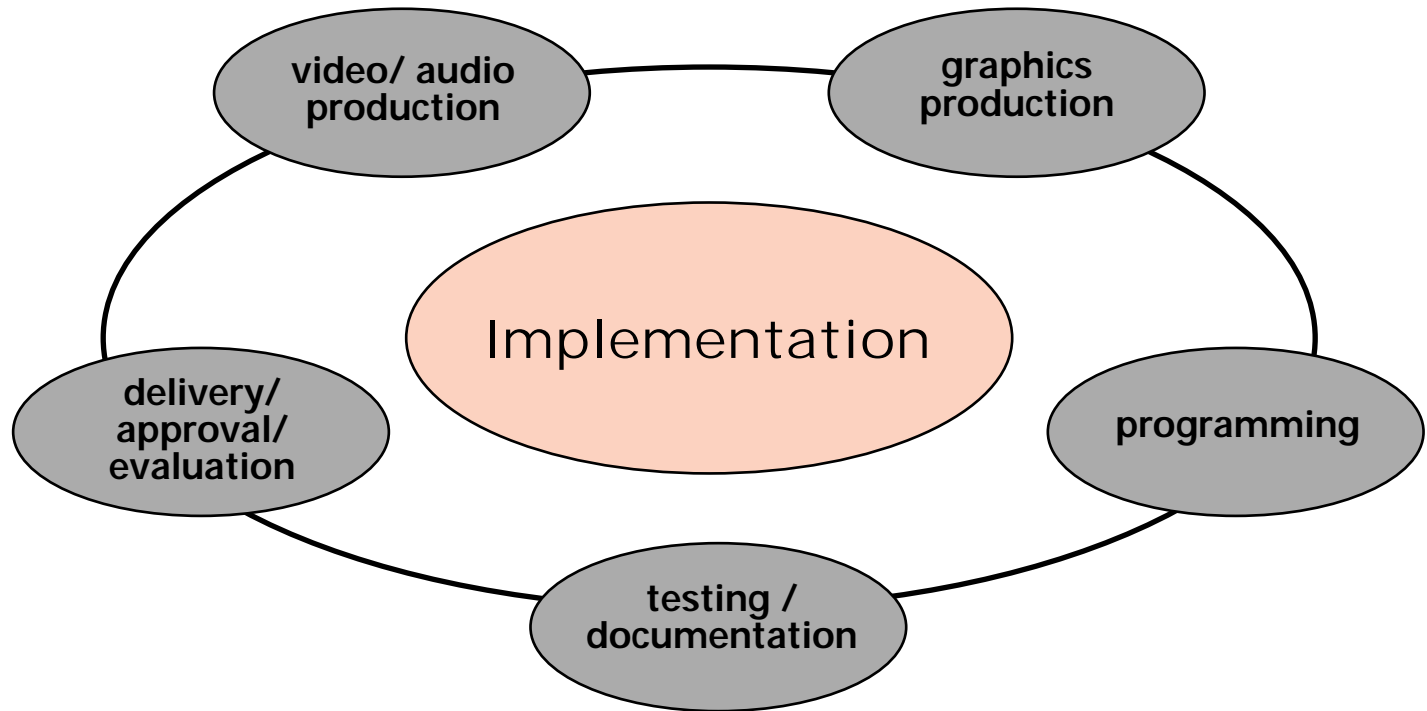 video/ audio
production
graphics
production
Implementation
delivery/
approval/
evaluation
programming
testing /
documentation